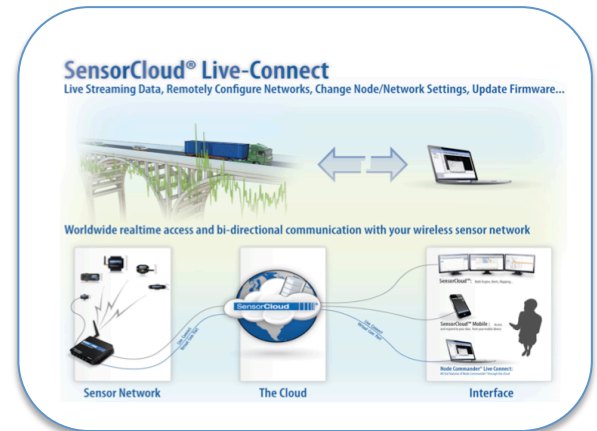 SensorCloud® Live-Connect
Live Streaming Data, Remotely Configure Networks, Change Node/Network Settings, Update Firmware...
Worldwide realtime access and bi-directional communication with your wireless sensor network
SensorCloud
SensorCloud™:
SensorCloud™ Mobile:
Node Commander® Live Connect:
Sensor Network
The Cloud
Interface